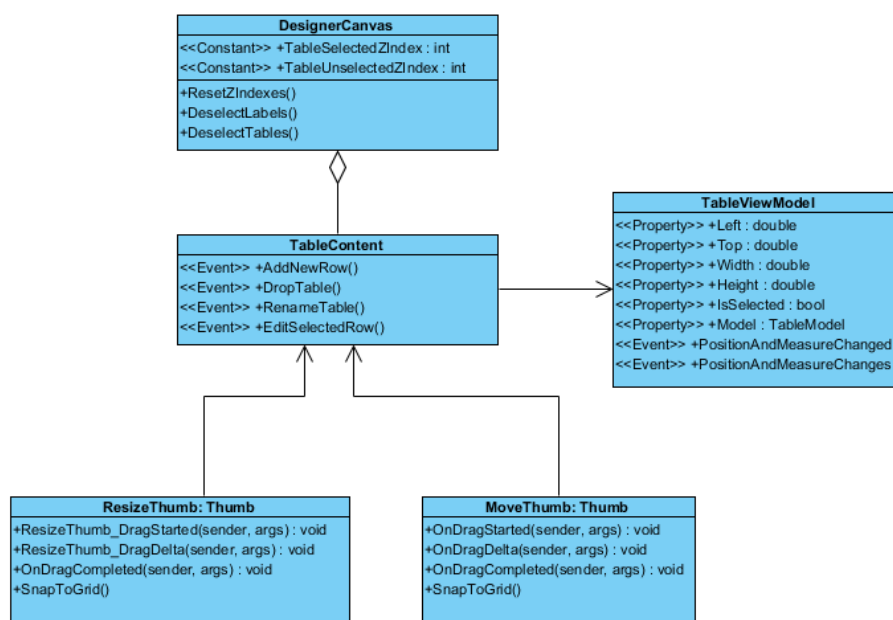 DesignerCanvas
<<Constant>> +TableSelectedZIndex : int
<<Constant>> +TableUnselectedZIndex : int
+ResetZIndexes()
+DeselectLabels()
+DeselectTables()
TableViewModel
<<Property>> +Left : double
<<Property>> +Top : double
<<Property>> +Width : double
<<Property>> +Height : double
<<Property>> +IsSelected : bool
<<Property>> +Model : TableModel
<<Event>> +PositionAndMeasureChanged
<<Event>> +PositionAndMeasureChanges
TableContent
<<Event>> +AddNewRow()
<<Event>> +DropTable()
<<Event>> +RenameTable()
<<Event>> +EditSelectedRow()
ResizeThumb: Thumb
+ResizeThumb_DragStarted(sender, args) : void
+ResizeThumb_DragDelta(sender, args) : void
+OnDragCompleted(sender, args) : void
+SnapToGrid()
MoveThumb: Thumb
+OnDragStarted(sender, args) : void
+OnDragDelta(sender, args) : void
+OnDragCompleted(sender, args) : void
+SnapToGrid()